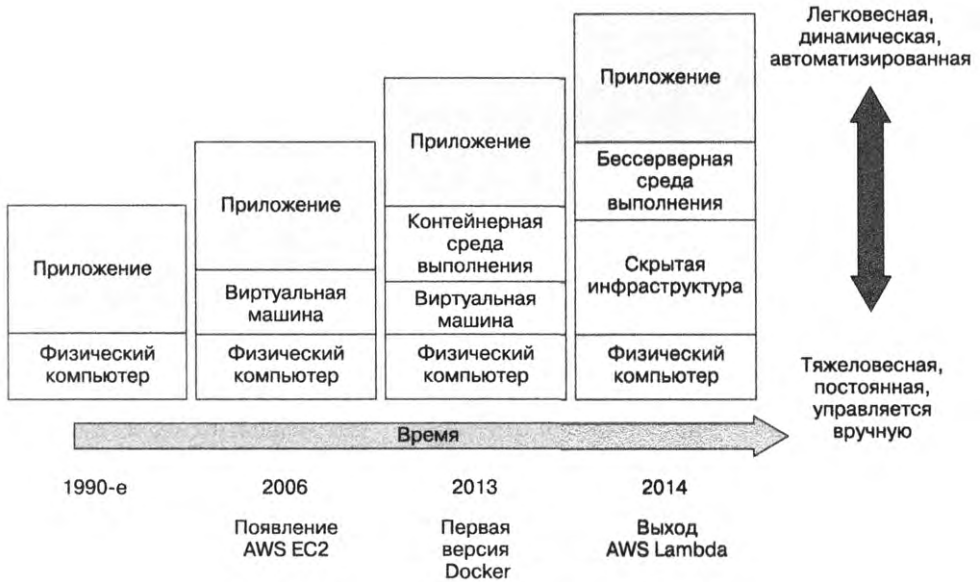 Приложение
Физический
компьютер
Приложение
Виртуальная
машина
Физический
компьютер
Приложение
Контейнерная
среда
выполнения
Виртуальная
машина
Физический
компьютер
Приложение
Бессерверная
среда
выполнения
Скрытая
инфраструктура
Физический
компьютер
Легковесная,
динамическая,
автоматизированная
Тяжеловесная,
постоянная,
управляется
вручную
Время
1990-е
2006
Появление
AWS EC2
2013
Первая
версия
Docker
2014
Выход
AWS Lambda